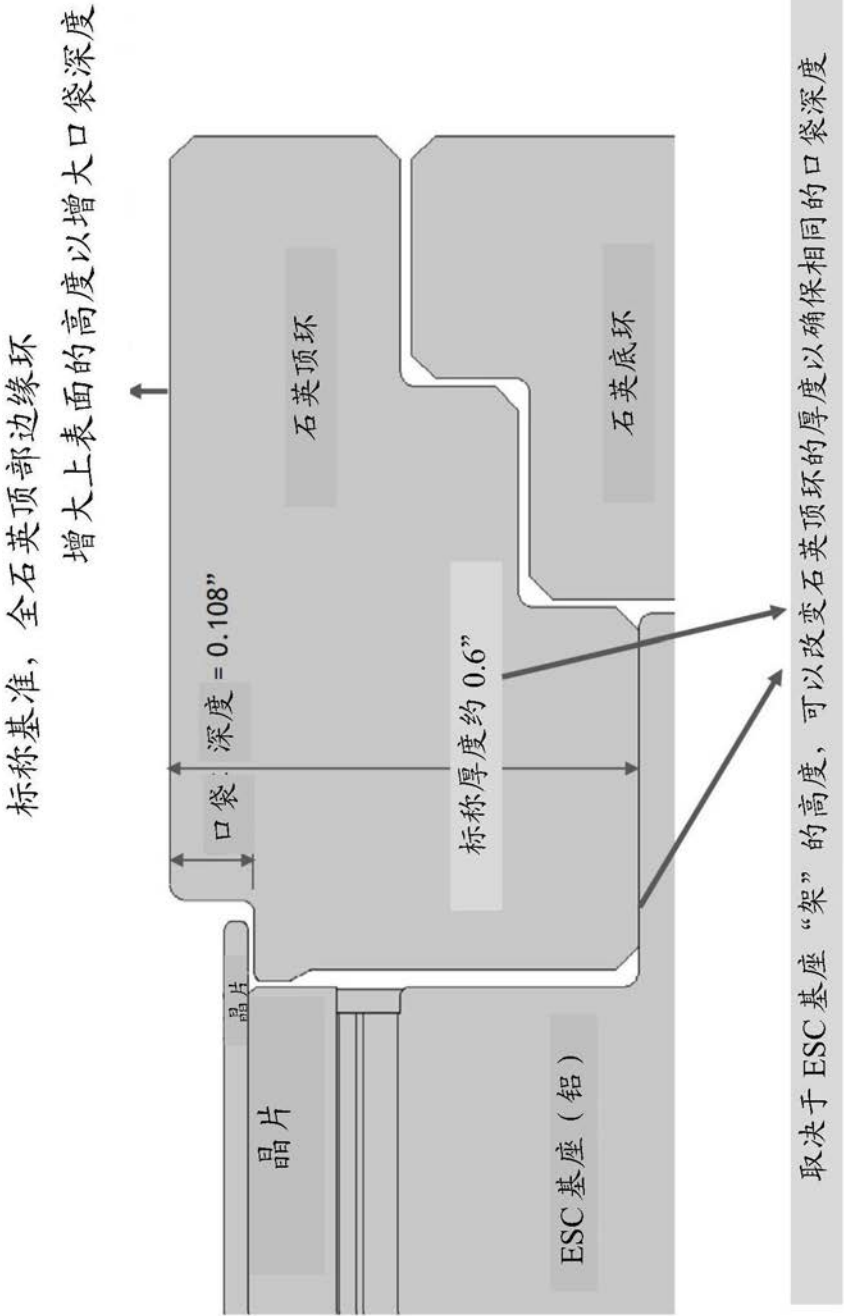 标称基准，全石英顶部边缘环
增大上表面的高度以增大口袋深度
口袋：深度 = 0.108”
石英顶环
晶片
晶片
标称厚度约 0.6”
石英底环
ESC 基座（铝）
取决于 ESC 基座 “架” 的高度，可以改变石英顶环的厚度以确保相同的口袋深度